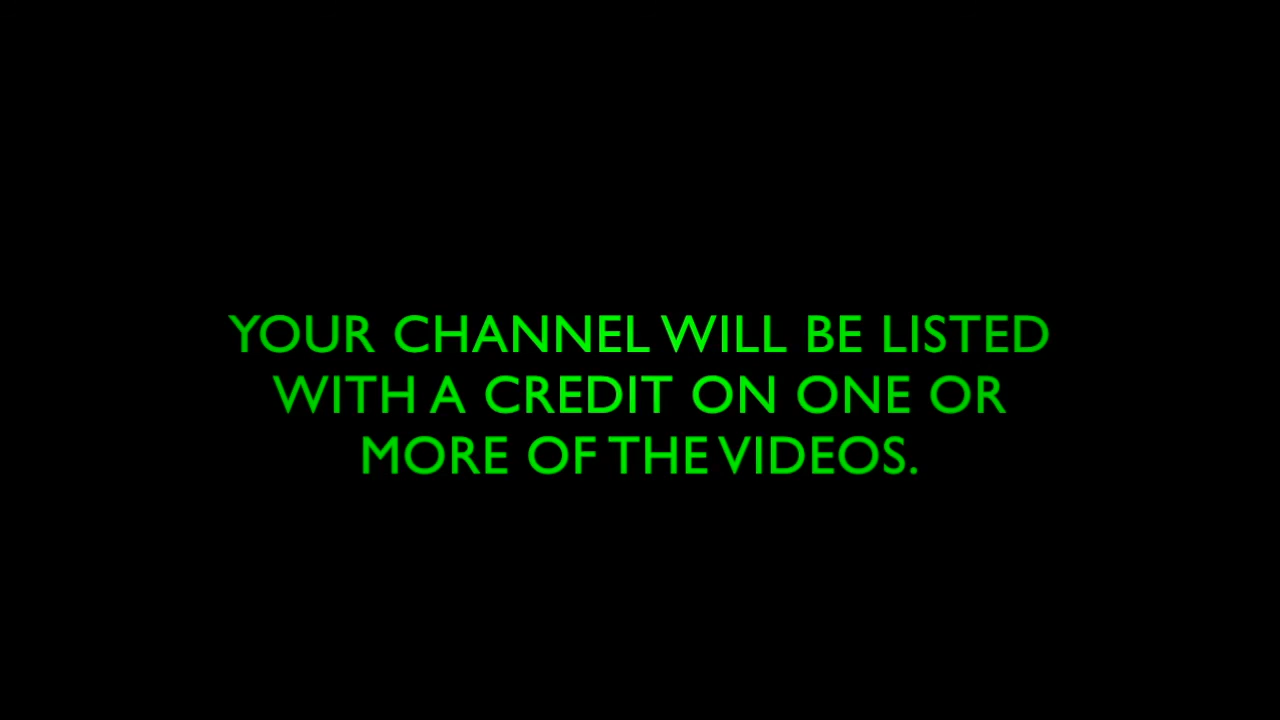 YOUR CHANNEL WILL BE LISTED
WITH A CREDIT ON ONE OR
MORE OF THE VIDEOS.